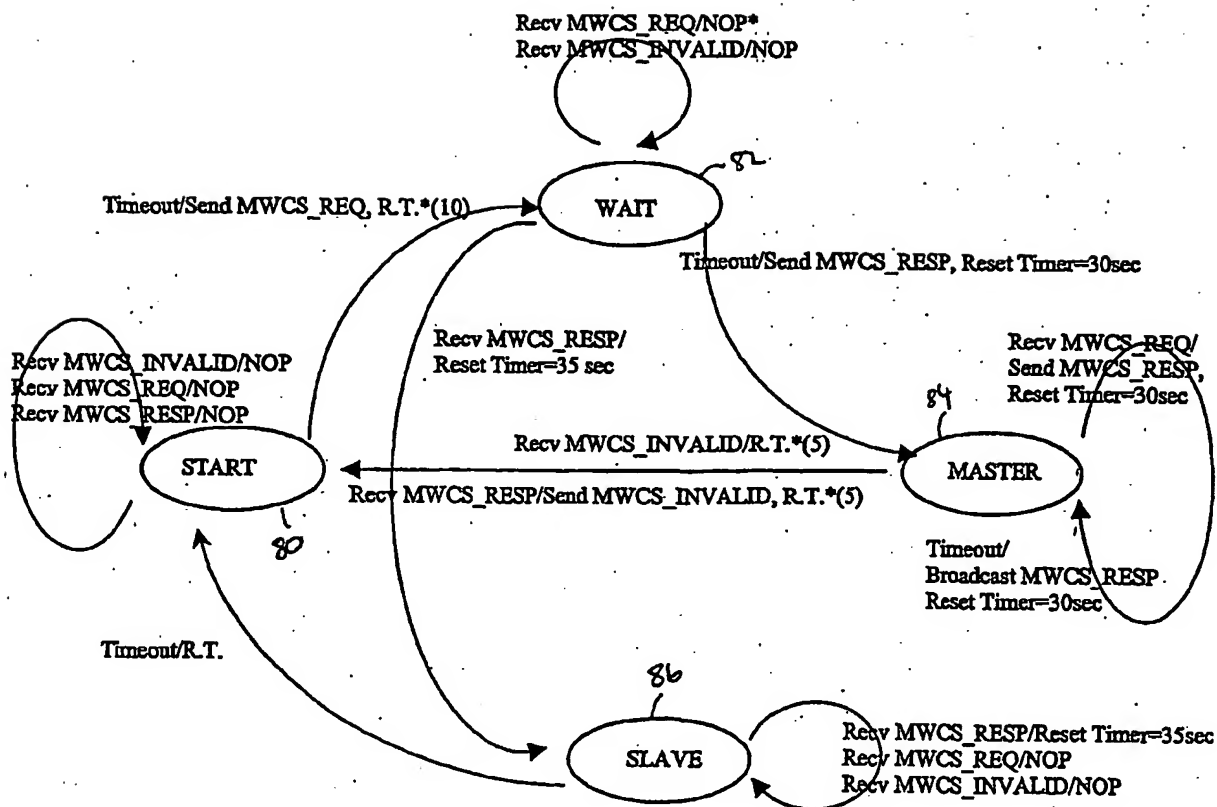 Recv MWCS_REQ/NOP*
Recv MWCS_INVALID/NOP
82
WAIT
Timeout/Send MWCS_REQ, R.T.*(10)
Timeout/Send MWCS_RESP, Reset Timer=30sec
Recv MWCS_RESP/
Reset Timer=35 sec
Recv MWCS_REQ/
Send MWCS_RESP,
Reset Timer=30sec
Recv MWCS_INVALID/NOP
Recv MWCS_REQ/NOP
Recv MWCS_RESP/NOP
84
START
Recv MWCS_INVALID/R.T.*(5)
MASTER
Recv MWCS_RESP/Send MWCS_INVALID, R.T.*(5)
80
Timeout/
Broadcast MWCS_RESP
Reset Timer=30sec
Timeout/R.T.
86
SLAVE
Recv MWCS_RESP/Reset Timer=35sec
Recv MWCS_REQ/NOP
Recv MWCS_INVALID/NOP